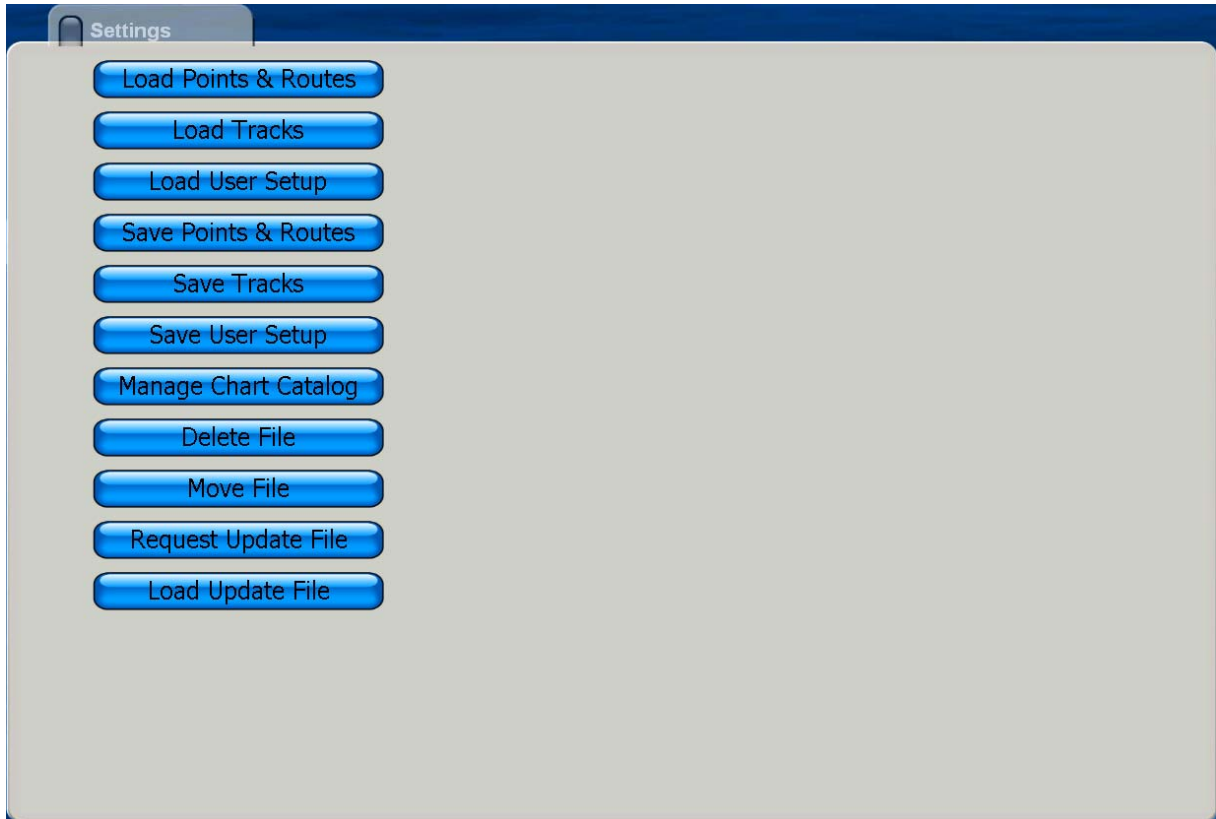 Settings
Load Points & Routes
Load Tracks
Load User Setup
Save Points & Routes
Save Tracks
Save User Setup
Manage Chart Catalog
Delete File
Move File
Request Update File
Load Update File